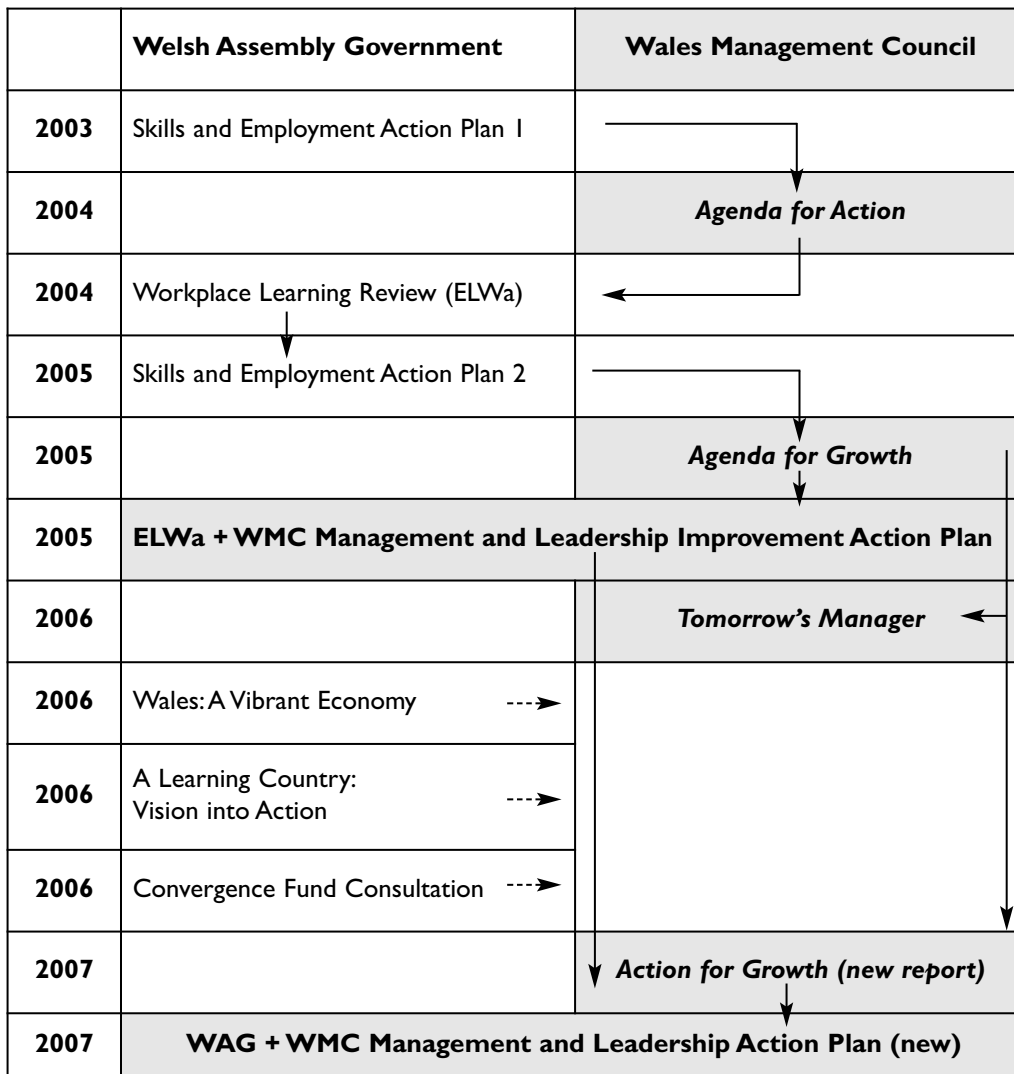 Welsh Assembly Government
Wales Management Council
2003
Skills and Employment Action Plan 1
2004
Agenda for Action
2004
Workplace Learning Review (ELWa)
2005
Skills and Employment Action Plan 2
2005
Agenda for Growth
2005
ELWa + WMC Management and Leadership Improvement Action Plan
2006
Tomorrow’s Manager
2006
Wales: A Vibrant Economy
2006
A Learning Country:
Vision into Action
2006
Convergence Fund Consultation
2007
Action for Growth (new report)
2007
WAG + WMC Management and Leadership Action Plan (new)